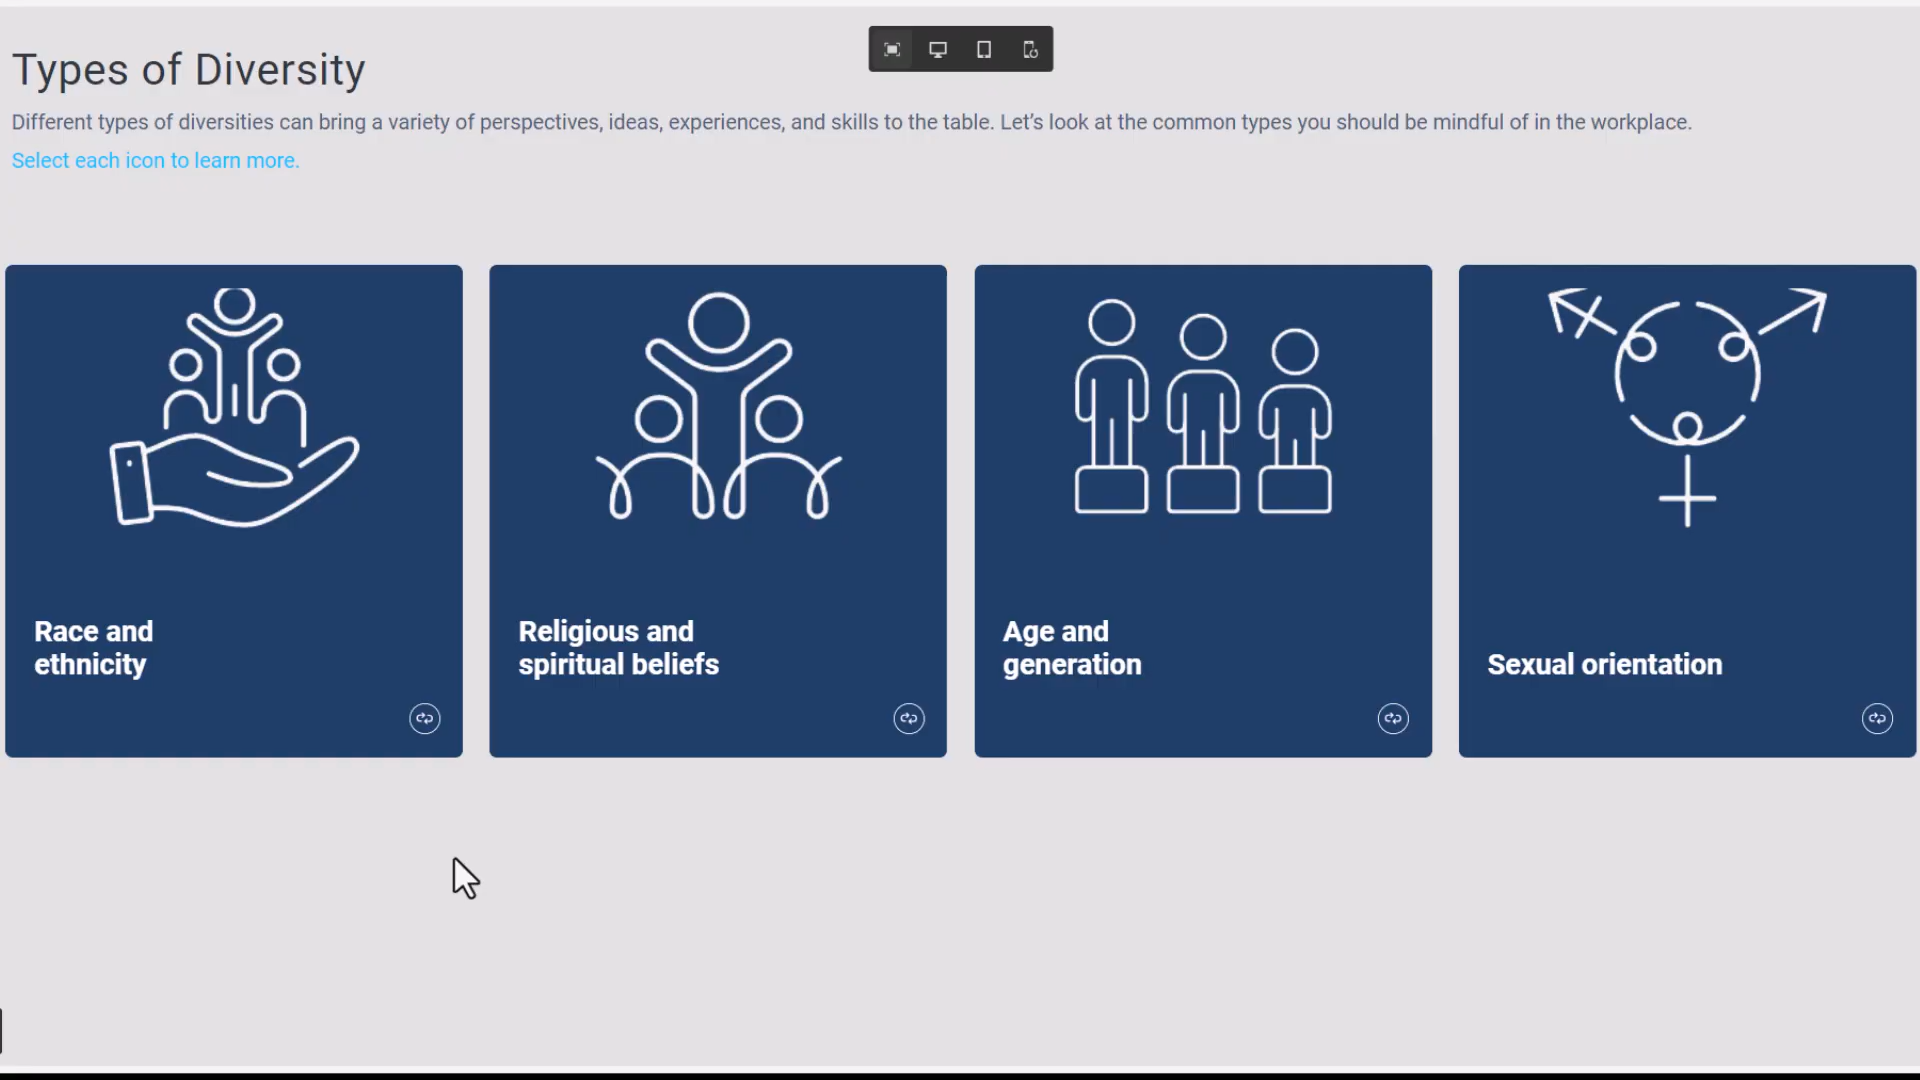 Types of Diversity
Different types of diversities can bring a variety of perspectives, ideas, experiences, and skills to the table. Let’s look at the common types you should be mindful of in the workplace.
Select each icon to learn more.
Race and
ethnicity
Religious and
spiritual beliefs
Age and
generation
Sexual orientation